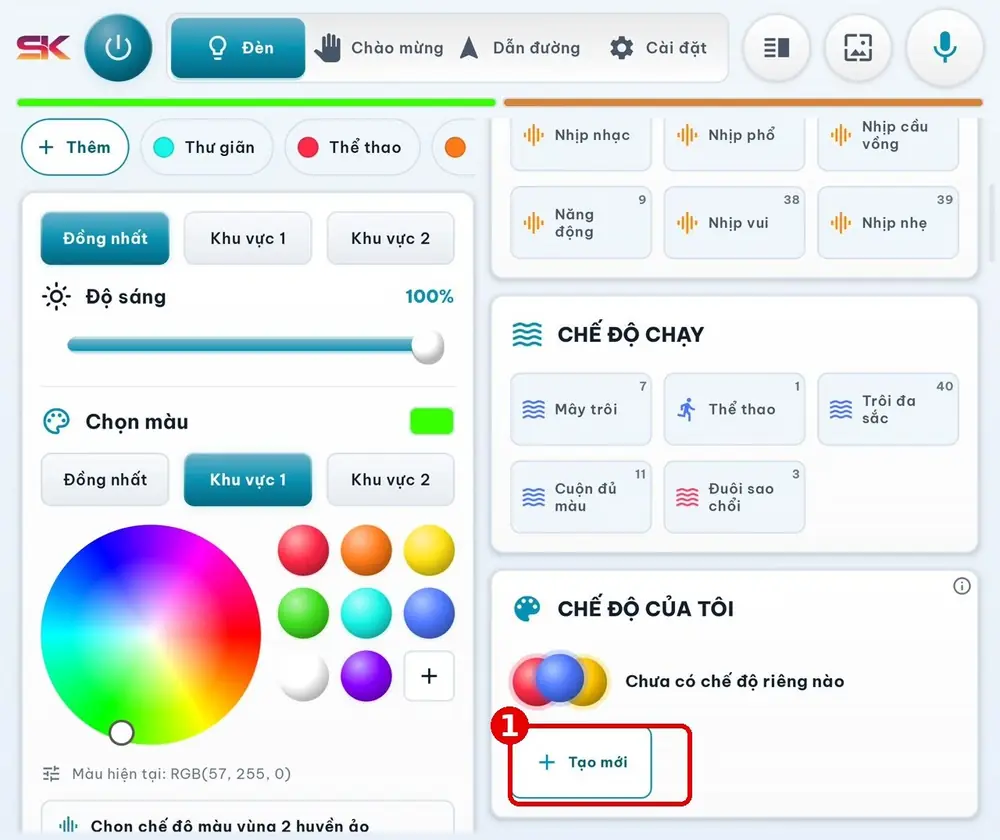 SK
Đèn
Chào mừng
Dẫn đường
Cài đặt
+ Thêm
Thư giãn
Thể thao
Đồng nhất
Khu vực 1
Khu vực 2
Độ sáng
100%
Chọn màu
Đồng nhất
Khu vực 1
Khu vực 2
+
Màu hiện tại: RGB(57, 255, 0)
Chọn chế độ màu vùng 2 huyền ảo
Nhịp nhạc
Nhịp phổ
Nhịp cầu
vồng
9
Năng
động
38
Nhịp vui
39
Nhịp nhẹ
CHẾ ĐỘ CHẠY
7
Mây trôi
1
Thể thao
40
Trôi đa
sắc
11
Cuộn đủ
màu
3
Đuôi sao
chổi
CHẾ ĐỘ CỦA TÔI
Chưa có chế độ riêng nào
1
+ Tạo mới